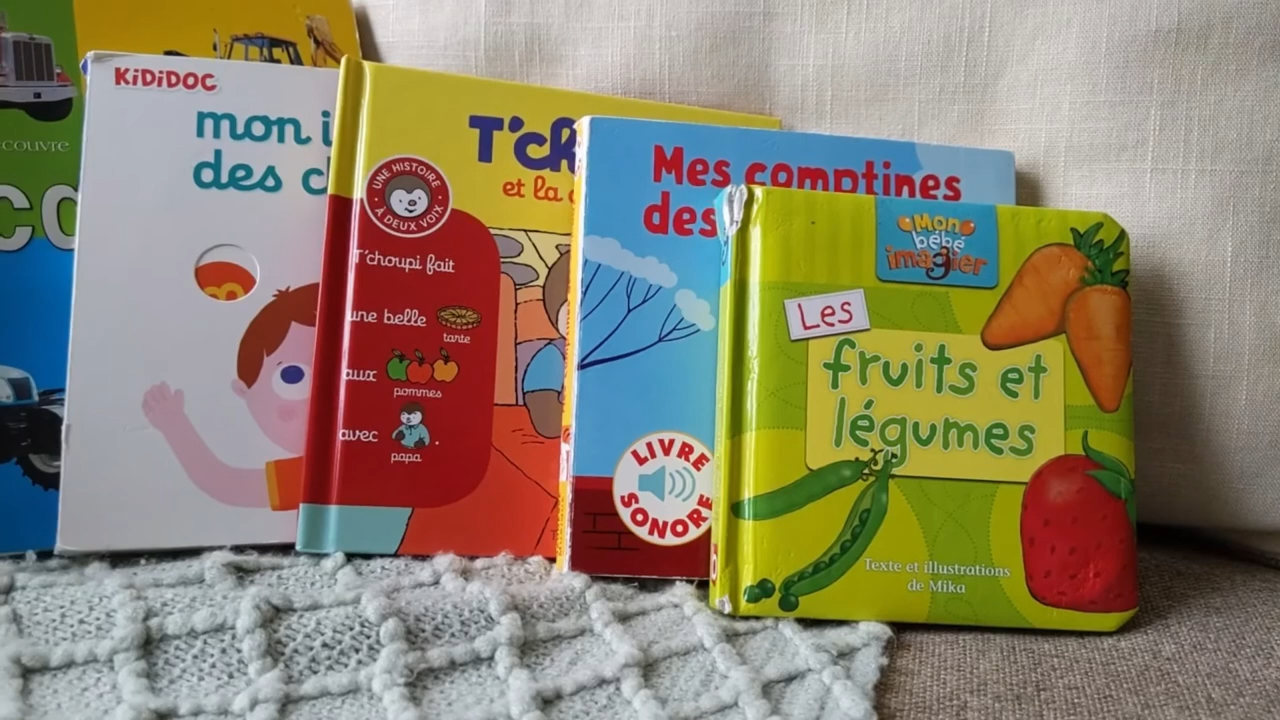 couvre
KiDiDOC
mon i
des c
T'ch
et la
UNE HISTOIRE
À DEUX VOIX
T'choupi fait
une belle
tarte
aux
pommes
avec
papa
Mes comptines
des
LIVRE
SONORE
Mon
bébé
imagier
Les
fruits et
légumes
Texte et illustrations
de Mika